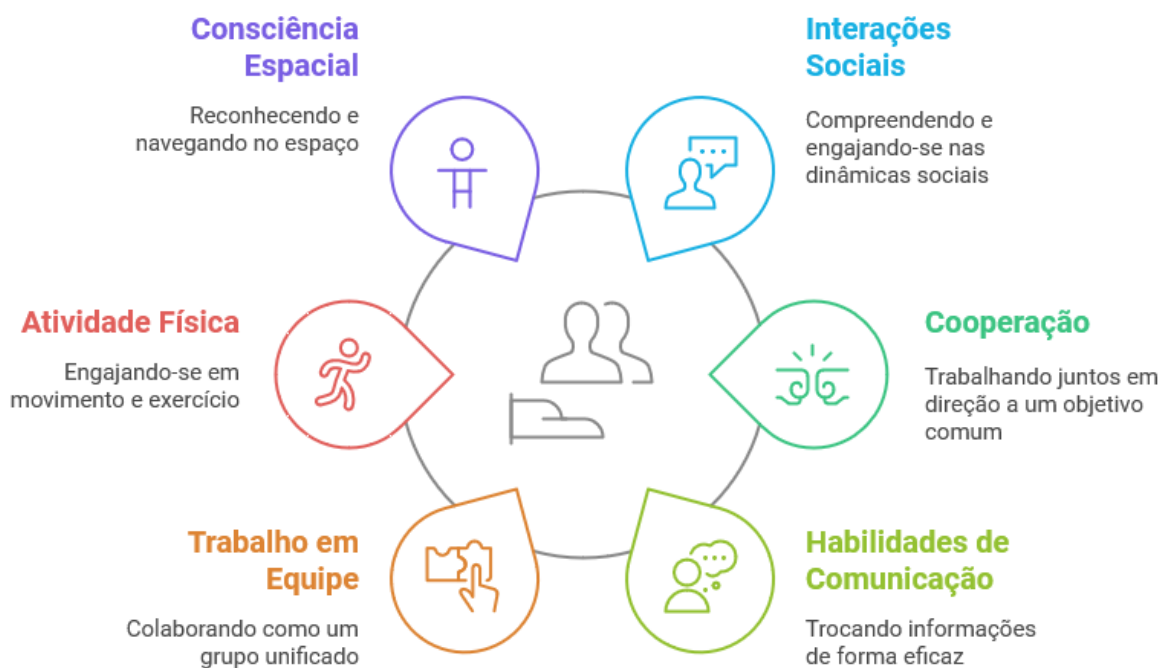 Consciência
Espacial
Reconhecendo e
navegando no espaço
Interações
Sociais
Compreendendo e
engajando-se nas
dinâmicas sociais
Atividade Física
Engajando-se em
movimento e exercício
Cooperação
Trabalhando juntos em
direção a um objetivo
comum
Trabalho em
Equipe
Colaborando como um
grupo unificado
Habilidades de
Comunicação
Trocando informações
de forma eficaz